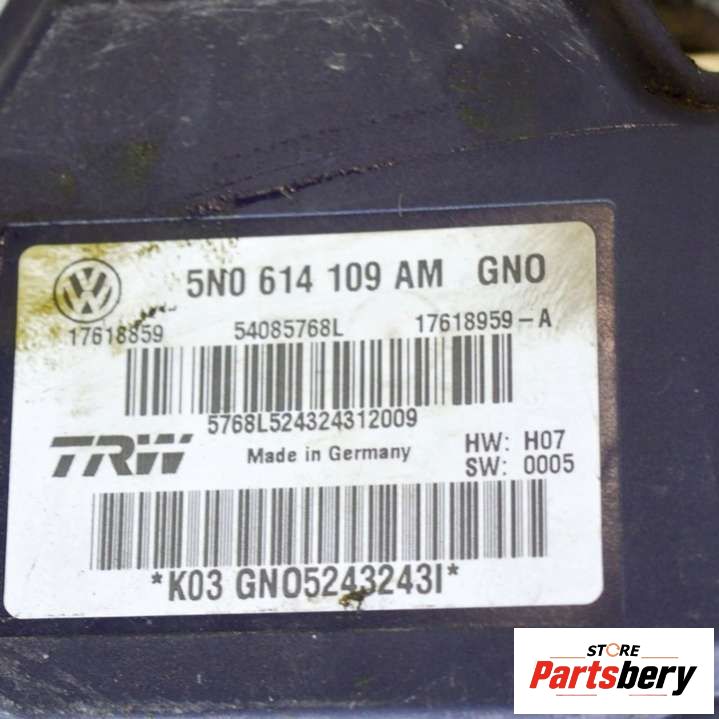 5N0 614 109 AM GNO
17618859 54085768L 17618959-A
5768L524324312009
TRW Made in Germany HW: H07
SW: 0005
*K03 GNO5243243I*
STORE
Partsbery